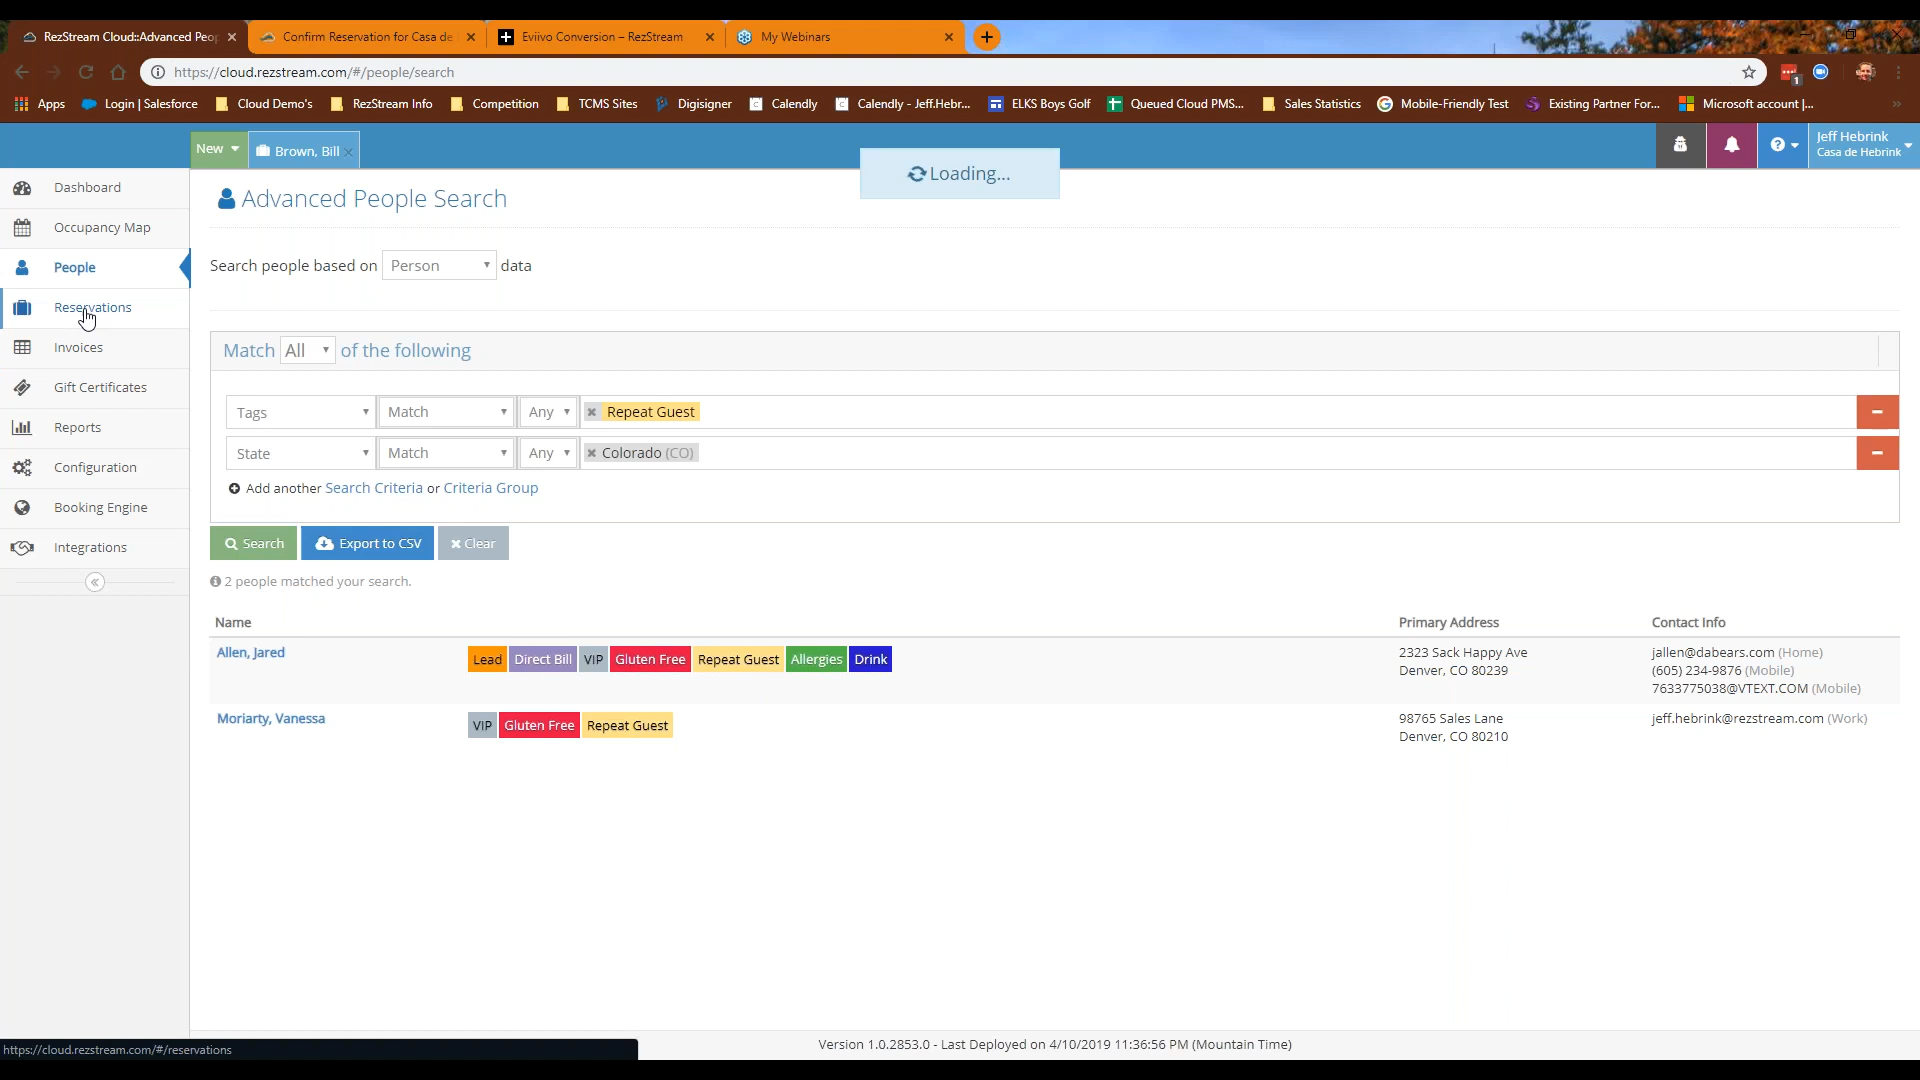 RezStream Cloud::Advanced Peop
Confirm Reservation for Casa de
Eviivo Conversion – RezStream
My Webinars
https://cloud.rezstream.com/#/people/search
1
Apps
Login | Salesforce
Cloud Demo's
RezStream Info
Competition
TCMS Sites
Digisigner
Calendly
Calendly - Jeff.Hebr...
ELKS Boys Golf
Queued Cloud PMS...
Sales Statistics
Mobile-Friendly Test
Existing Partner For...
Microsoft account |...
New
Brown, Bill
Loading...
Jeff Hebrink
Casa de Hebrink
Dashboard
Occupancy Map
People
Reservations
Invoices
Gift Certificates
Reports
Configuration
Booking Engine
Integrations
Advanced People Search
Search people based on Person data
Match All of the following
Tags Match Any Repeat Guest
State Match Any Colorado (CO)
Add another Search Criteria or Criteria Group
Search Export to CSV Clear
2 people matched your search.
Name Primary Address Contact Info
Allen, Jared Lead Direct Bill VIP Gluten Free Repeat Guest Allergies Drink 2323 Sack Happy Ave jallen@dabears.com (Home)
Denver, CO 80239 (605) 234-9876 (Mobile)
7633775038@VTEXT.COM (Mobile)
Moriarty, Vanessa VIP Gluten Free Repeat Guest 98765 Sales Lane jeff.hebrink@rezstream.com (Work)
Denver, CO 80210
Version 1.0.2853.0 - Last Deployed on 4/10/2019 11:36:56 PM (Mountain Time)
https://cloud.rezstream.com/#/reservations